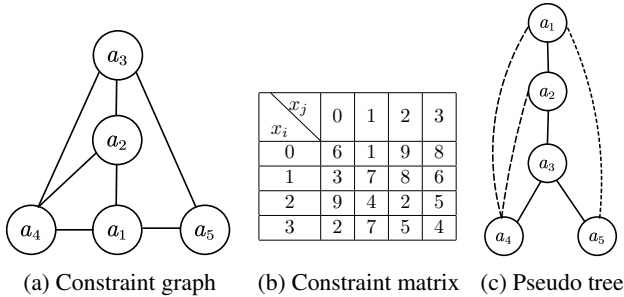 a3
a2
a4
a1
a5
(a) Constraint graph
xi xj 0 1 2 3
0 6 1 9 8
1 3 7 8 6
2 9 4 2 5
3 2 7 5 4
(b) Constraint matrix
a1
a2
a3
a4
a5
(c) Pseudo tree